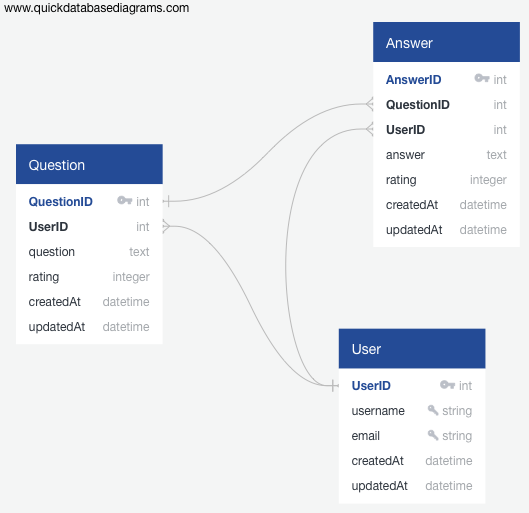 www.quickdatabasediagrams.com
Answer
AnswerID int
QuestionID int
UserID int
answer text
rating integer
createdAt datetime
updatedAt datetime
Question
QuestionID int
UserID int
question text
rating integer
createdAt datetime
updatedAt datetime
User
UserID int
username string
email string
createdAt datetime
updatedAt datetime